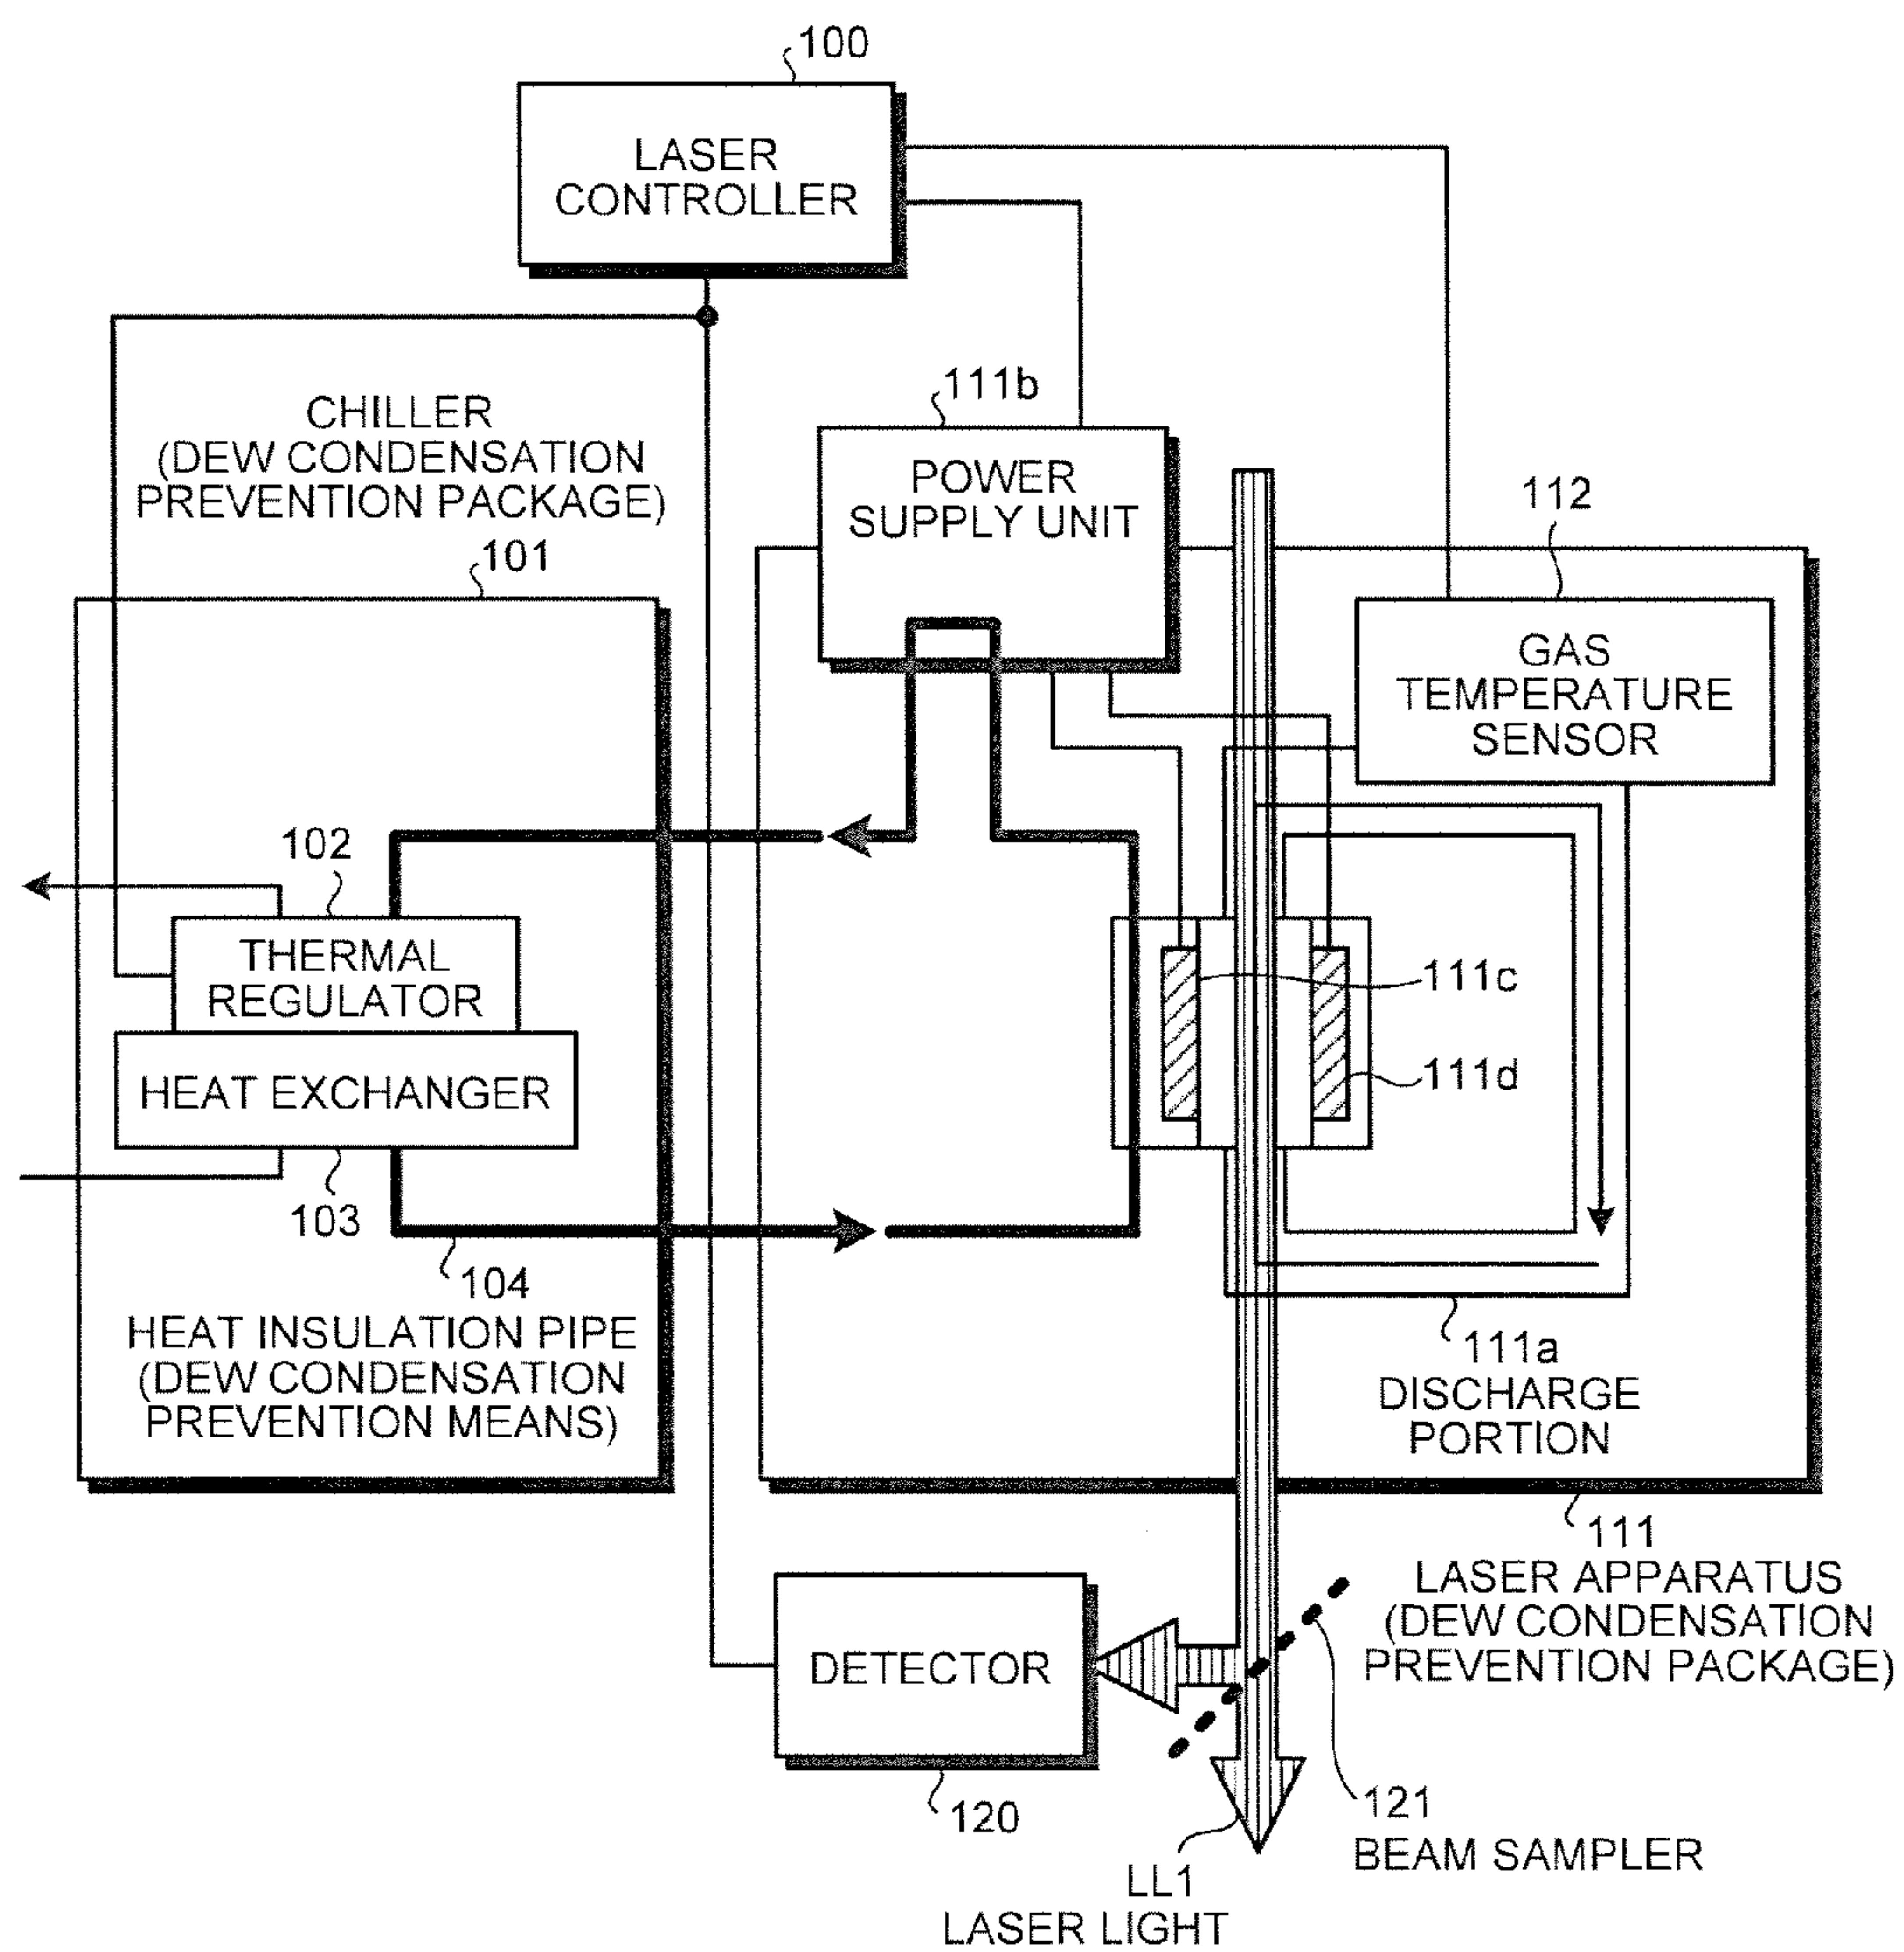 100
LASER
CONTROLLER
111b
CHILLER
(DEW CONDENSATION
PREVENTION PACKAGE)
POWER
SUPPLY UNIT
112
101
GAS
TEMPERATURE
SENSOR
102
THERMAL
REGULATOR
111c
HEAT EXCHANGER
111d
103
104
HEAT INSULATION PIPE
(DEW CONDENSATION
PREVENTION MEANS)
111a
DISCHARGE
PORTION
111
LASER APPARATUS
(DEW CONDENSATION
PREVENTION PACKAGE)
DETECTOR
120
121
BEAM SAMPLER
LL1
LASER LIGHT